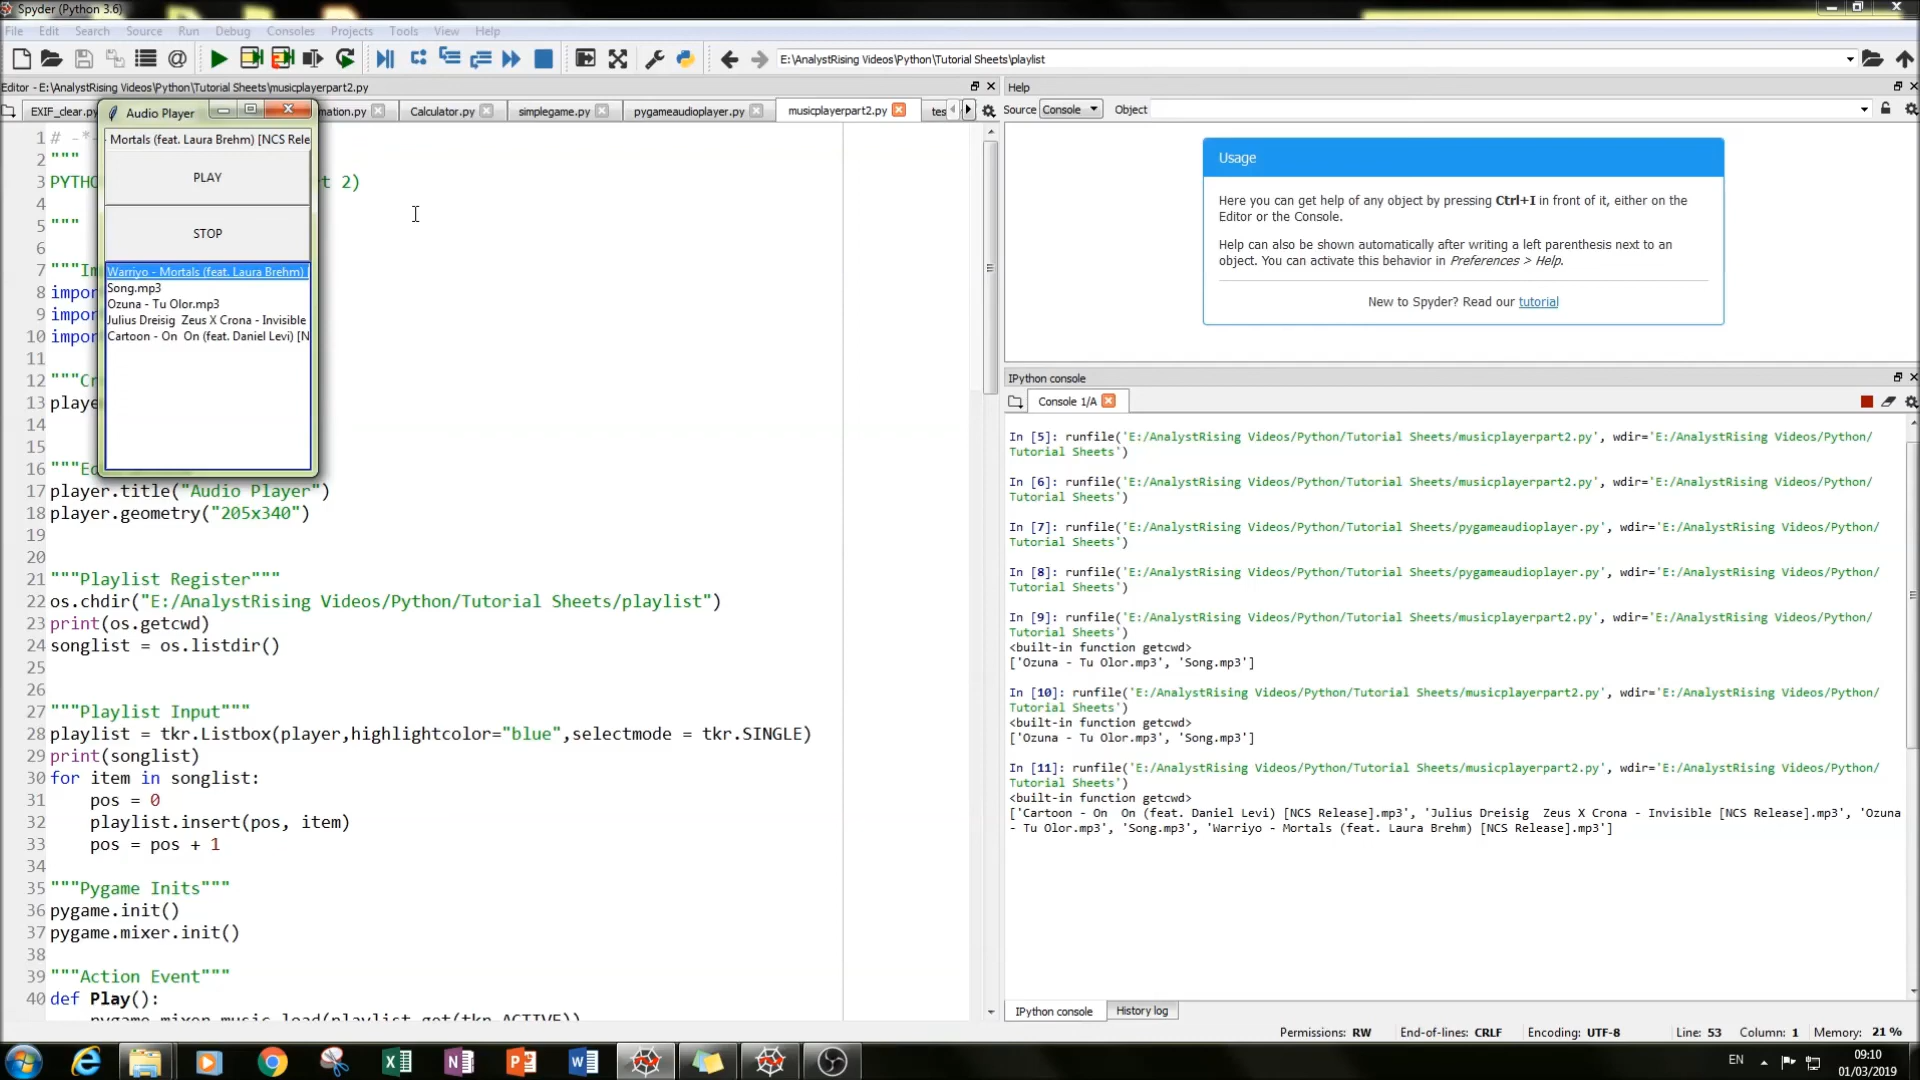 Spyder (Python 3.6)
File Edit Search Source Run Debug Consoles Projects Tools View Help
E:\AnalystRising Videos\Python\Tutorial Sheets\playlist
Editor - E:\AnalystRising Videos\Python\Tutorial Sheets\musicplayerpart2.py
EXIF_clear.py
mation.py
Calculator.py
simplegame.py
pygameaudioplayer.py
musicplayerpart2.py
tes
Audio Player
Mortals (feat. Laura Brehm) [NCS Rele
PLAY
STOP
Warriyo - Mortals (feat. Laura Brehm) [
Song.mp3
Ozuna - Tu Olor.mp3
Julius Dreisig Zeus X Crona - Invisible
Cartoon - On On (feat. Daniel Levi) [N
1 # -*-
2 """
3 PYTHO t 2)
4
5 """
6
7 """Im
8 impor
9 impor
10 impor
11
12 """Cr
13 playe
14
15
16 """Ed
17 player.title("Audio Player")
18 player.geometry("205x340")
19
20
21 """Playlist Register"""
22 os.chdir("E:/AnalystRising Videos/Python/Tutorial Sheets/playlist")
23 print(os.getcwd)
24 songlist = os.listdir()
25
26
27 """Playlist Input"""
28 playlist = tkr.Listbox(player,highlightcolor="blue",selectmode = tkr.SINGLE)
29 print(songlist)
30 for item in songlist:
31 pos = 0
32 playlist.insert(pos, item)
33 pos = pos + 1
34
35 """Pygame Inits"""
36 pygame.init()
37 pygame.mixer.init()
38
39 """Action Event"""
40 def Play():
pygame.mixer.music.load(playlist.get(tkr.ACTIVE))
Help
Source Console Object
Usage
Here you can get help of any object by pressing Ctrl+I in front of it, either on the
Editor or the Console.
Help can also be shown automatically after writing a left parenthesis next to an
object. You can activate this behavior in Preferences > Help.
New to Spyder? Read our tutorial
IPython console
Console 1/A
In [5]: runfile('E:/AnalystRising Videos/Python/Tutorial Sheets/musicplayerpart2.py', wdir='E:/AnalystRising Videos/Python/
Tutorial Sheets')
In [6]: runfile('E:/AnalystRising Videos/Python/Tutorial Sheets/musicplayerpart2.py', wdir='E:/AnalystRising Videos/Python/
Tutorial Sheets')
In [7]: runfile('E:/AnalystRising Videos/Python/Tutorial Sheets/pygameaudioplayer.py', wdir='E:/AnalystRising Videos/Python/
Tutorial Sheets')
In [8]: runfile('E:/AnalystRising Videos/Python/Tutorial Sheets/pygameaudioplayer.py', wdir='E:/AnalystRising Videos/Python/
Tutorial Sheets')
In [9]: runfile('E:/AnalystRising Videos/Python/Tutorial Sheets/musicplayerpart2.py', wdir='E:/AnalystRising Videos/Python/
Tutorial Sheets')
<built-in function getcwd>
['Ozuna - Tu Olor.mp3', 'Song.mp3']
In [10]: runfile('E:/AnalystRising Videos/Python/Tutorial Sheets/musicplayerpart2.py', wdir='E:/AnalystRising Videos/Python/
Tutorial Sheets')
<built-in function getcwd>
['Ozuna - Tu Olor.mp3', 'Song.mp3']
In [11]: runfile('E:/AnalystRising Videos/Python/Tutorial Sheets/musicplayerpart2.py', wdir='E:/AnalystRising Videos/Python/
Tutorial Sheets')
<built-in function getcwd>
['Cartoon - On On (feat. Daniel Levi) [NCS Release].mp3', 'Julius Dreisig Zeus X Crona - Invisible [NCS Release].mp3', 'Ozuna
- Tu Olor.mp3', 'Song.mp3', 'Warriyo - Mortals (feat. Laura Brehm) [NCS Release].mp3']
IPython console
History log
Permissions: RW End-of-lines: CRLF Encoding: UTF-8 Line: 53 Column: 1 Memory: 21 %
EN
09:10
01/03/2019